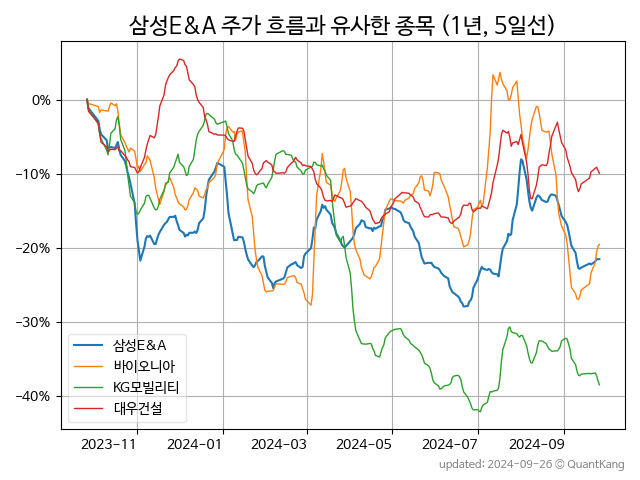 삼성E&A 주가 흐름과 유사한 종목 (1년, 5일선)
0%
−10%
−20%
−30%
−40%
삼성E&A
바이오니아
KG모빌리티
대우건설
2023-11 2024-01 2024-03 2024-05 2024-07 2024-09
updated: 2024-09-26 © QuantKang